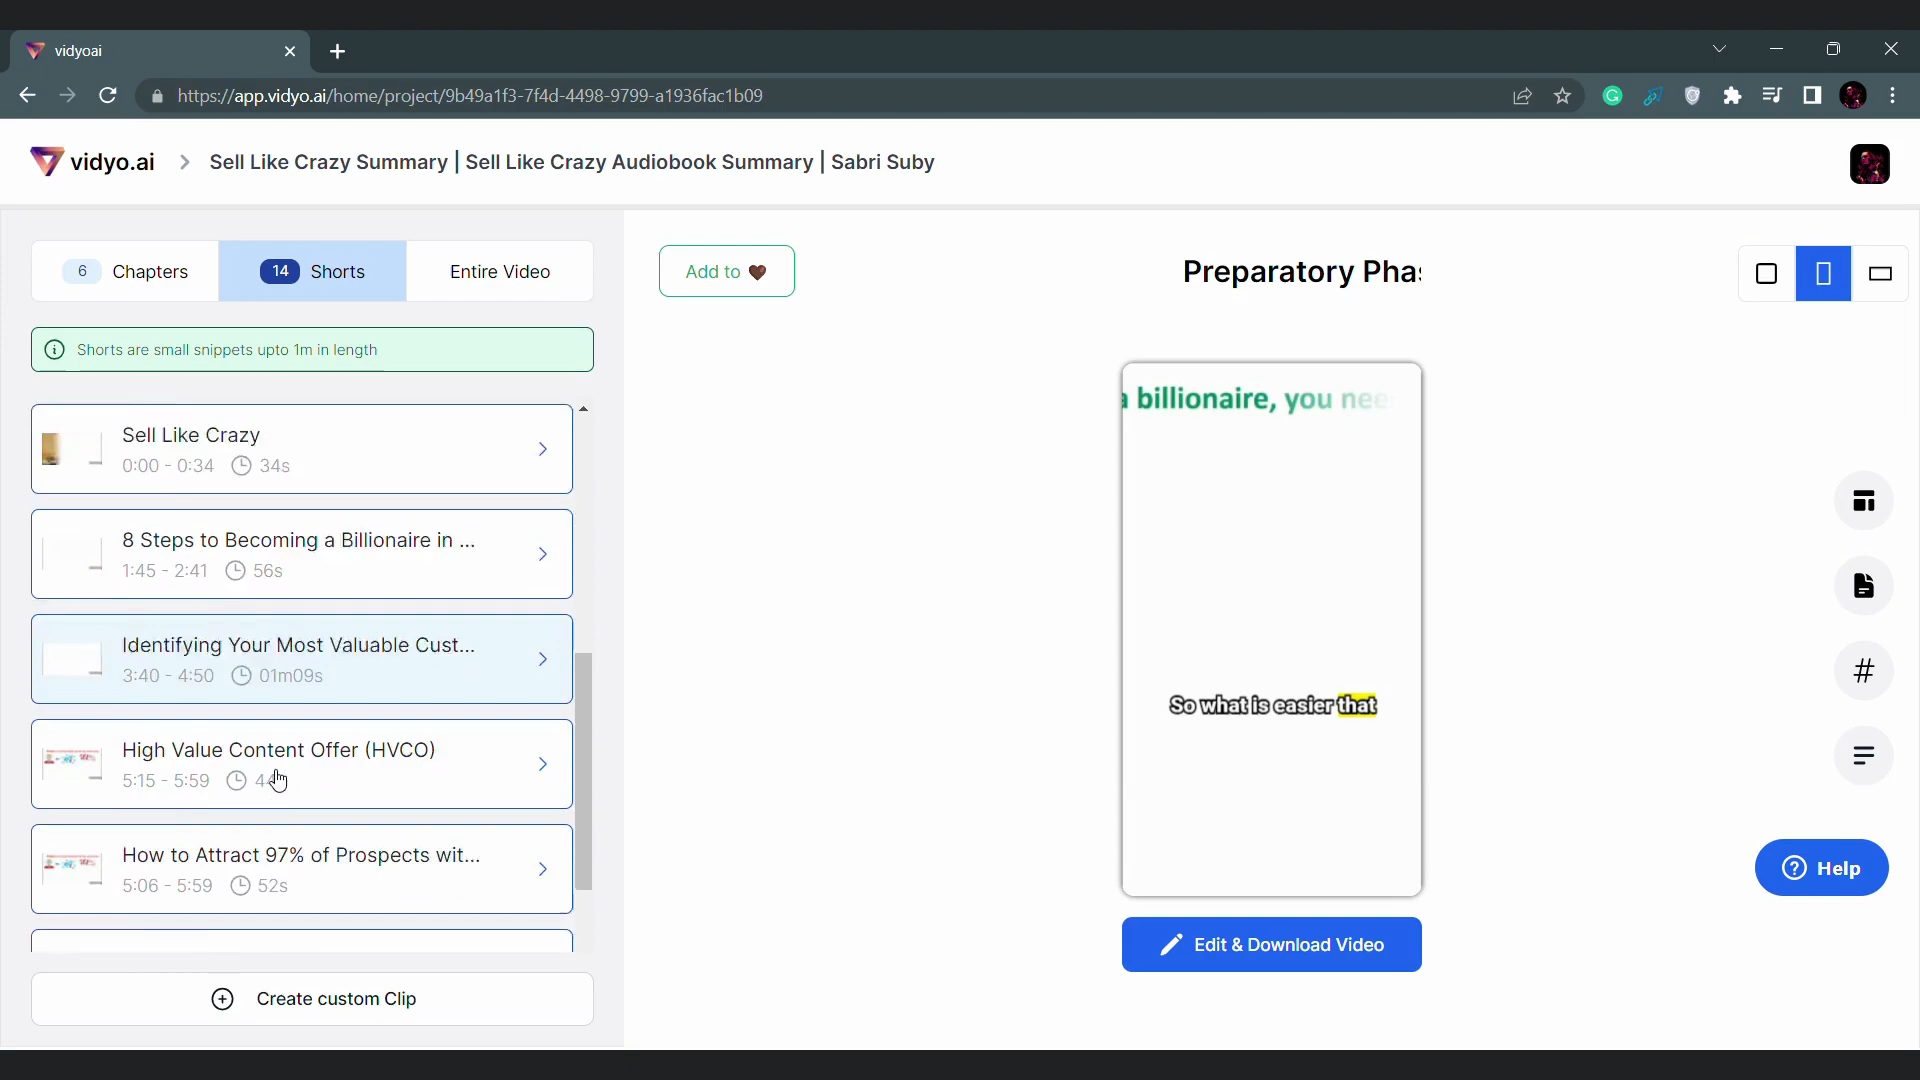 vidyoai
https://app.vidyo.ai/home/project/9b49a1f3-7f4d-4498-9799-a1936fac1b09
vidyo.ai > Sell Like Crazy Summary | Sell Like Crazy Audiobook Summary | Sabri Suby
6 Chapters
14 Shorts
Entire Video
Add to
Preparatory Pha
Shorts are small snippets upto 1m in length
a billionaire, you nee
Sell Like Crazy
0:00 - 0:34 34s
8 Steps to Becoming a Billionaire in ...
1:45 - 2:41 56s
Identifying Your Most Valuable Cust...
3:40 - 4:50 01m09s
So what is easier that
High Value Content Offer (HVCO)
5:15 - 5:59
How to Attract 97% of Prospects wit...
5:06 - 5:59 52s
Help
Edit & Download Video
Create custom Clip